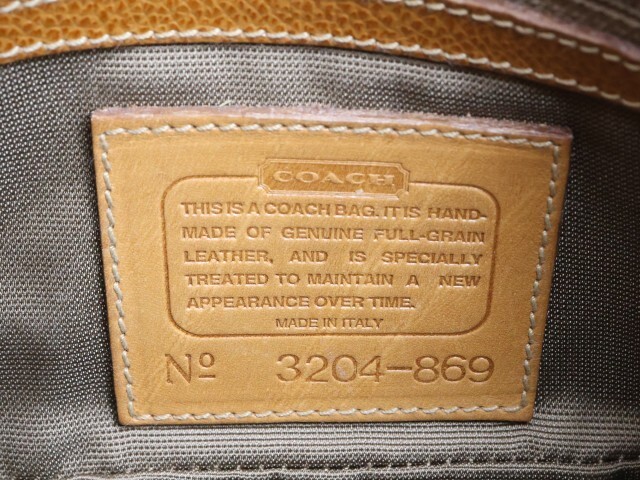 COACH
THIS IS A COACH BAG. IT IS HAND-
MADE OF GENUINE FULL-GRAIN
LEATHER, AND IS SPECIALLY
TREATED TO MAINTAIN A NEW
APPEARANCE OVER TIME.
MADE IN ITALY
Nº 3204-869